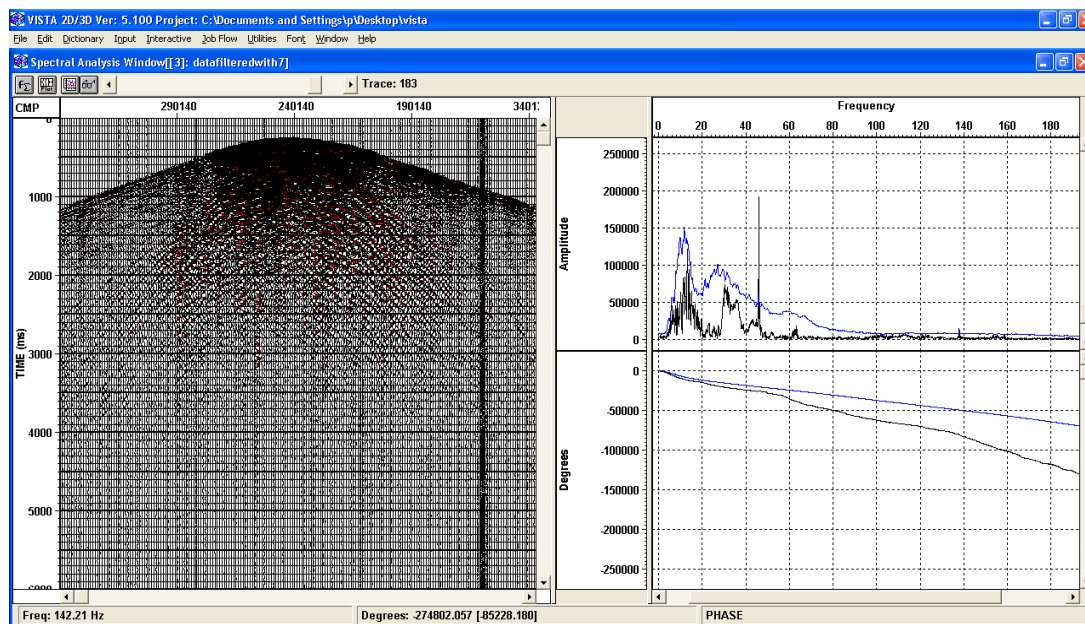 VISTA 2D/3D Ver: 5.100 Project: C:\Documents and Settings\p\Desktop\vista
File Edit Dictionary Input Interactive Job Flow Utilities Font Window Help
Spectral Analysis Window[[3]: datafilteredwith7]
Trace: 183
CMP 290140 240140 190140
0
1000
2000
3000
4000
5000
TIME (ms)
Frequency
0 20 40 60 80 100 120 140 160 180
Amplitude
250000
200000
150000
100000
50000
0
Degrees
0
-50000
-100000
-150000
-200000
-250000
Freq: 142.21 Hz Degrees: -274802.057 [-85228.180] PHASE